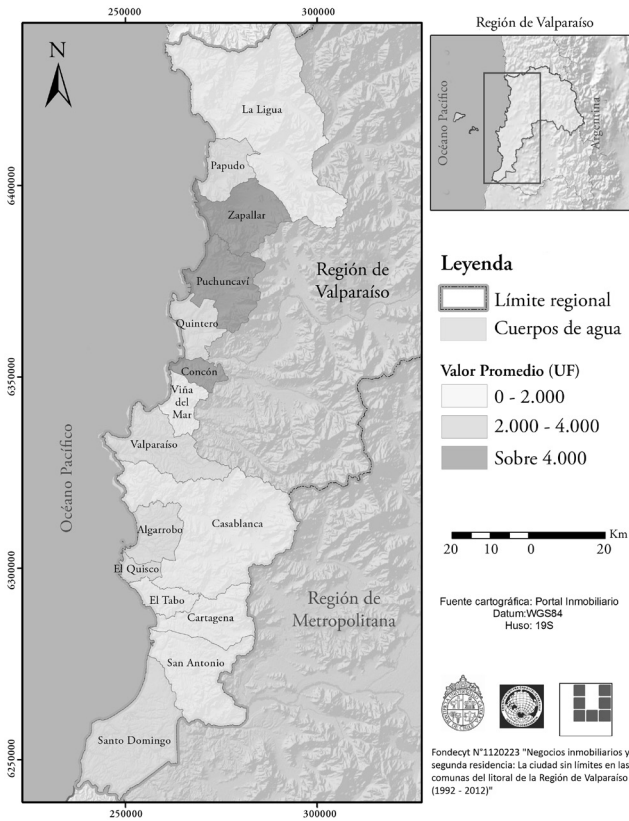 250000
300000
N
6400000
6350000
6300000
6250000
La Ligua
Papudo
Zapallar
Puchuncaví
Región de
Valparaíso
Quintero
Concón
Viña
del
Mar
Valparaíso
Océano Pacífico
Casablanca
Algarrobo
El Quisco
El Tabo
Cartagena
Región de
Metropolitana
San Antonio
Santo Domingo
250000
300000
Región de Valparaíso
Océano Pacífico
Argentina
Leyenda
Límite regional
Cuerpos de agua
Valor Promedio (UF)
0 - 2.000
2.000 - 4.000
Sobre 4.000
Km
20 10 0 20
Fuente cartográfica: Portal Inmobiliario
Datum:WGS84
Huso: 19S
Fondecyt N°1120223 "Negocios inmobiliarios y
segunda residencia: La ciudad sin límites en las
comunas del litoral de la Región de Valparaíso
(1992 - 2012)"